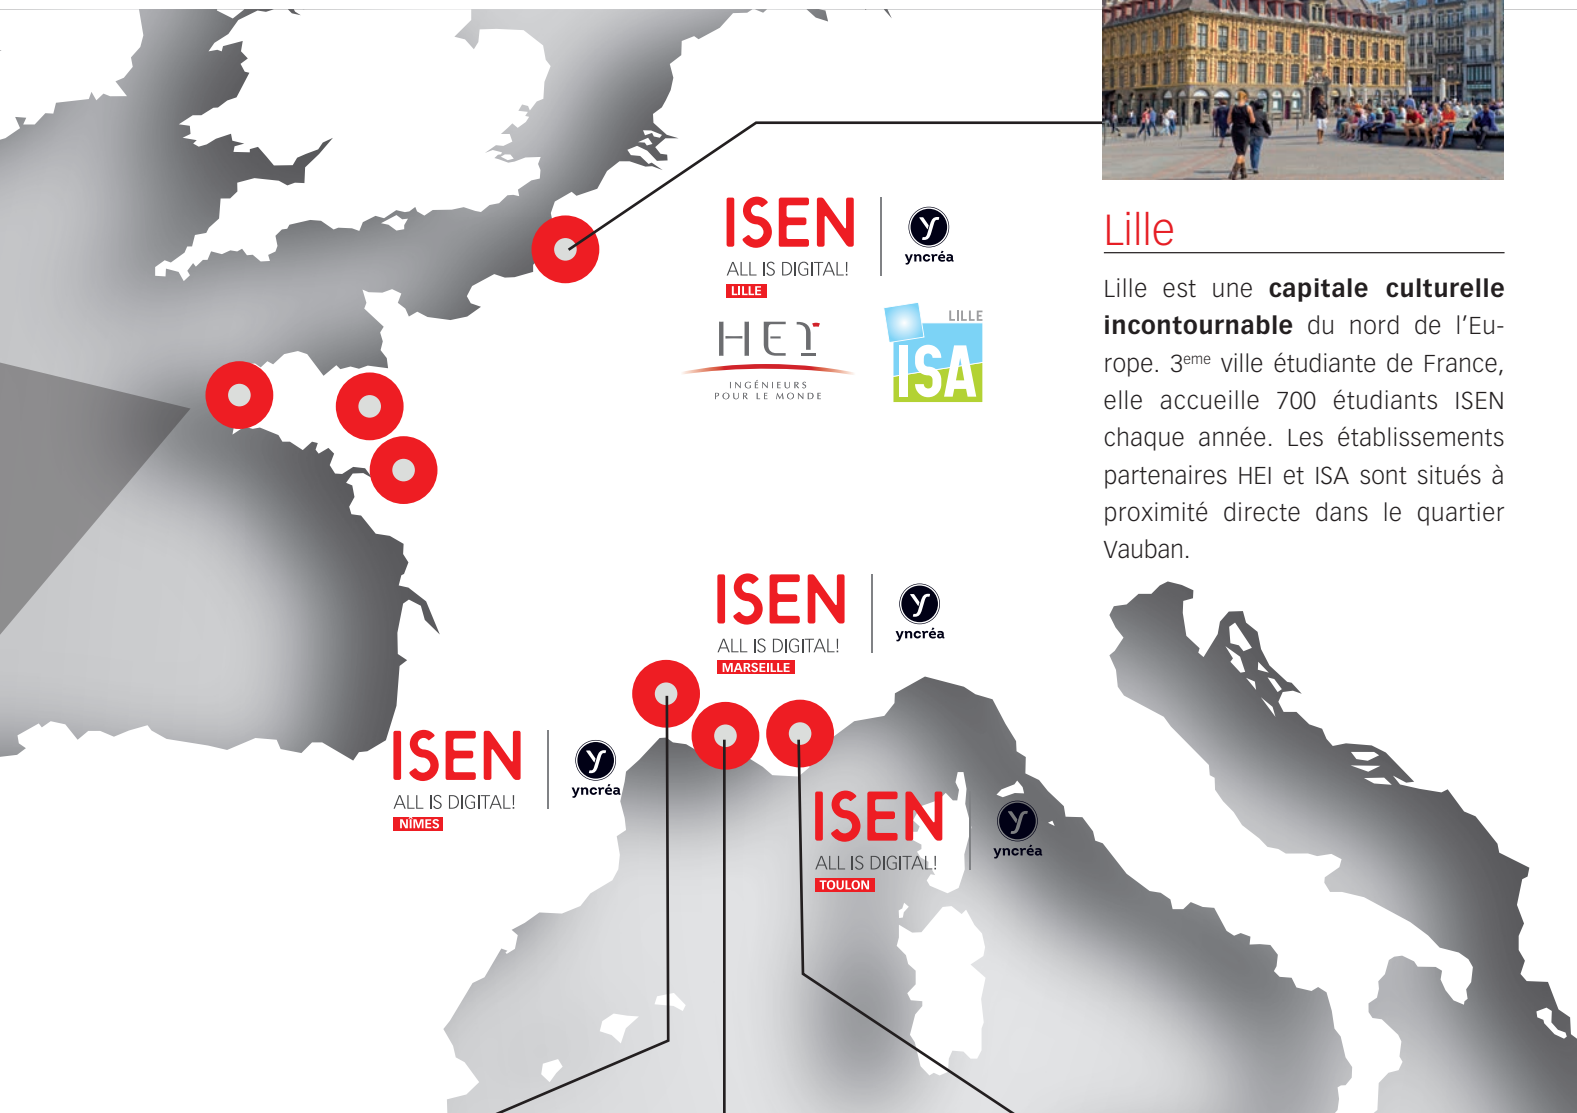 ISEN
ALL IS DIGITAL!
LILLE
yncréa
HEI
INGÉNIEURS
POUR LE MONDE
LILLE
ISA
Lille
Lille est une capitale culturelle
incontournable du nord de l'Eu-
rope. 3eme ville étudiante de France,
elle accueille 700 étudiants ISEN
chaque année. Les établissements
partenaires HEI et ISA sont situés à
proximité directe dans le quartier
Vauban.
ISEN
ALL IS DIGITAL!
MARSEILLE
yncréa
ISEN
ALL IS DIGITAL!
NÎMES
yncréa
ISEN
ALL IS DIGITAL!
TOULON
yncréa